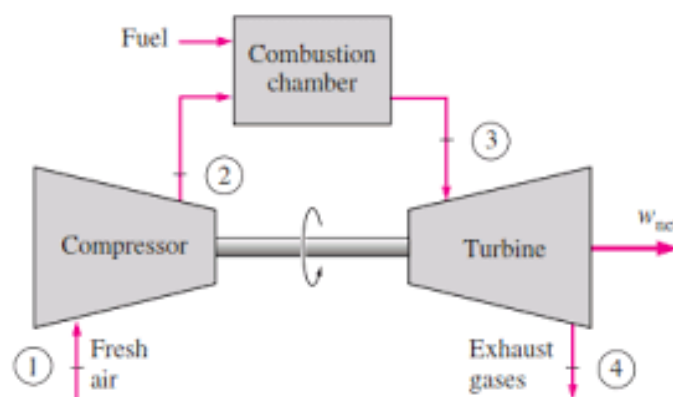 Fuel
Combustion
chamber
2
3
Compressor
Turbine
1
Fresh
air
Exhaust
gases
4